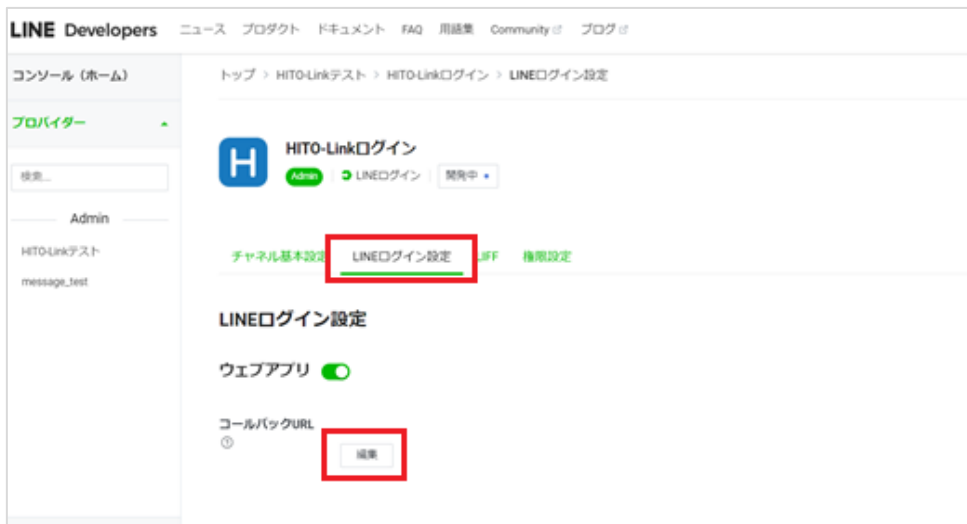 LINE Developers ニュース プロダクト ドキュメント FAQ 用語集 Community ブログ
コンソール（ホーム）
トップ > HITO-Linkテスト > HITO-Linkログイン > LINEログイン設定
プロバイダー
検索...
Admin
HITO-Linkテスト
message_test
H
HITO-Linkログイン
Admin LINEログイン 開発中
チャネル基本設定 LINEログイン設定 LIFF 権限設定
LINEログイン設定
ウェブアプリ
コールバックURL
編集